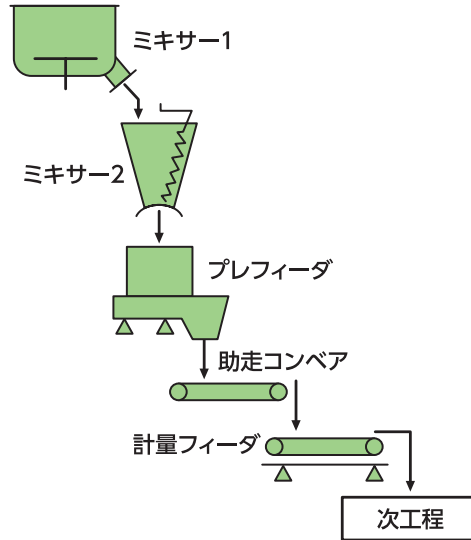 ミキサー1
ミキサー2
プレフィーダ
助走コンベア
計量フィーダ
次工程